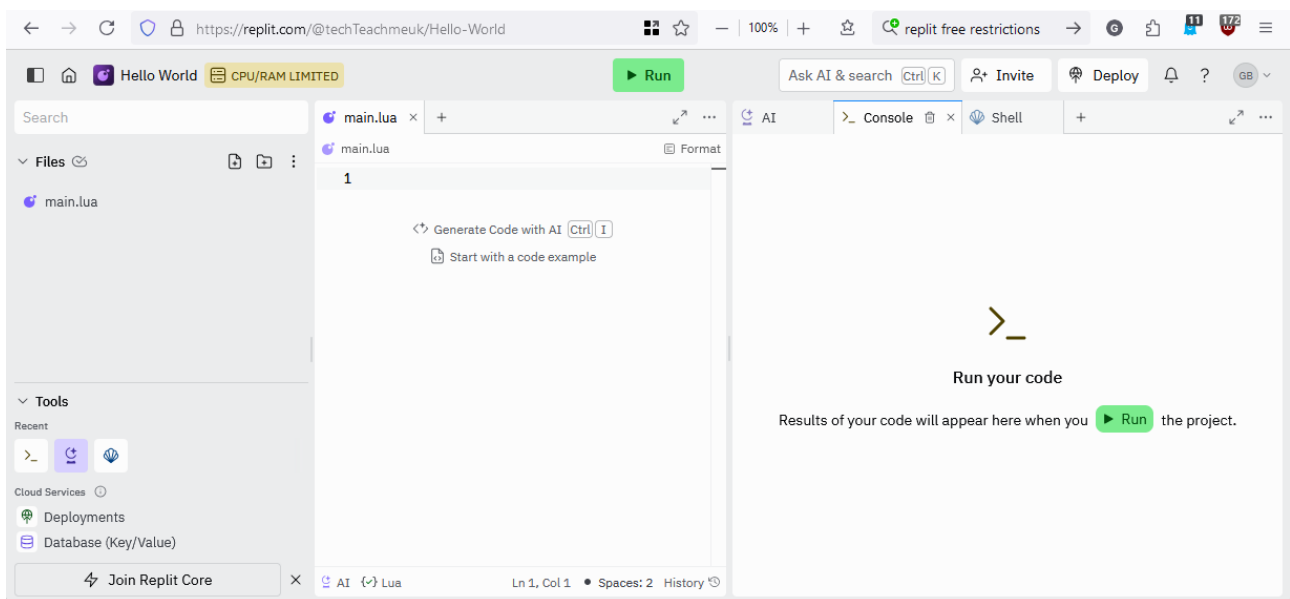 https://replit.com/@techTeachmeuk/Hello-World
100%
replit free restrictions
G
11
172
Hello World
CPU/RAM LIMITED
Run
Ask AI & search Ctrl K
Invite
Deploy
?
GB
Search
Files
main.lua
Tools
Recent
Cloud Services
Deployments
Database (Key/Value)
Join Replit Core
main.lua
main.lua
Format
1
Generate Code with AI Ctrl I
Start with a code example
AI
Lua
Ln 1, Col 1
Spaces: 2
History
AI
Console
Shell
Run your code
Results of your code will appear here when you Run the project.